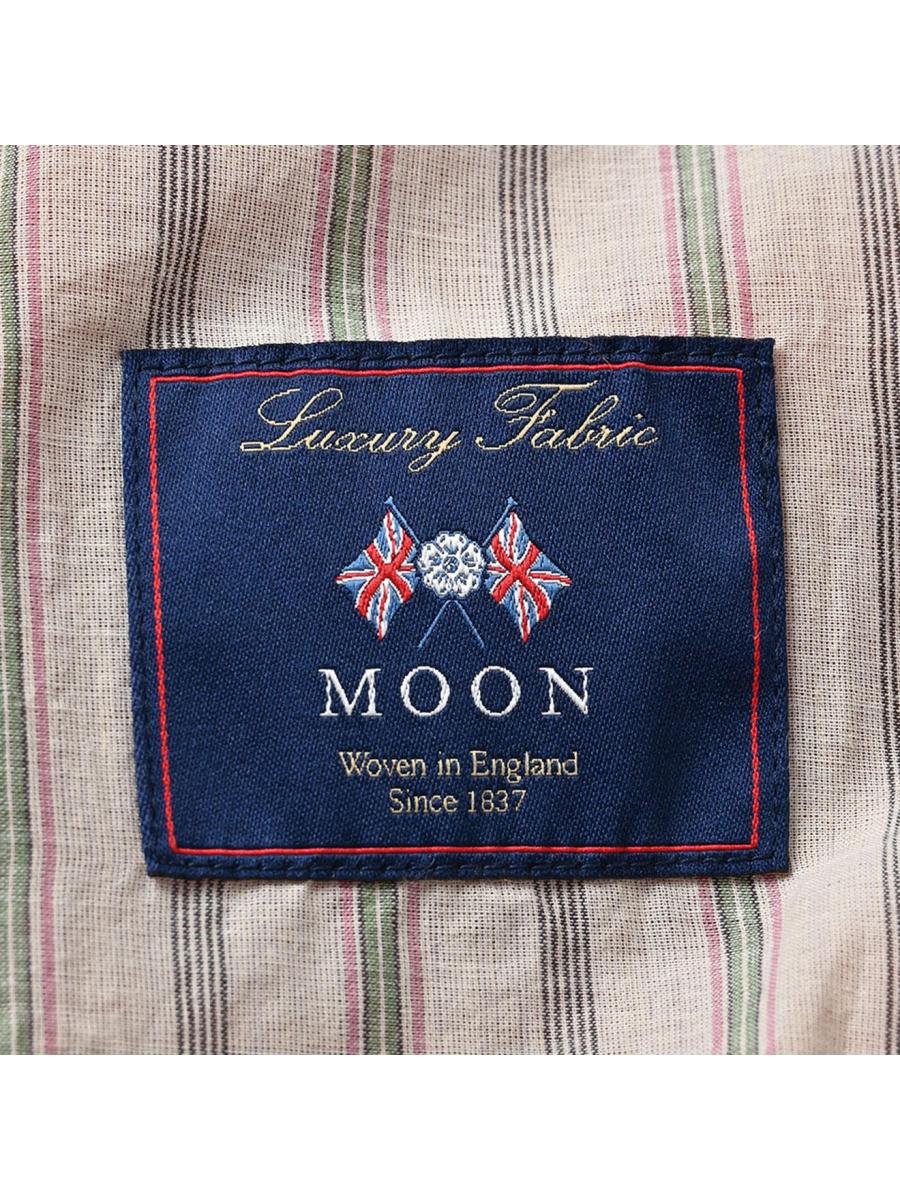 Luxury Fabric
MOON
Woven in England
Since 1837